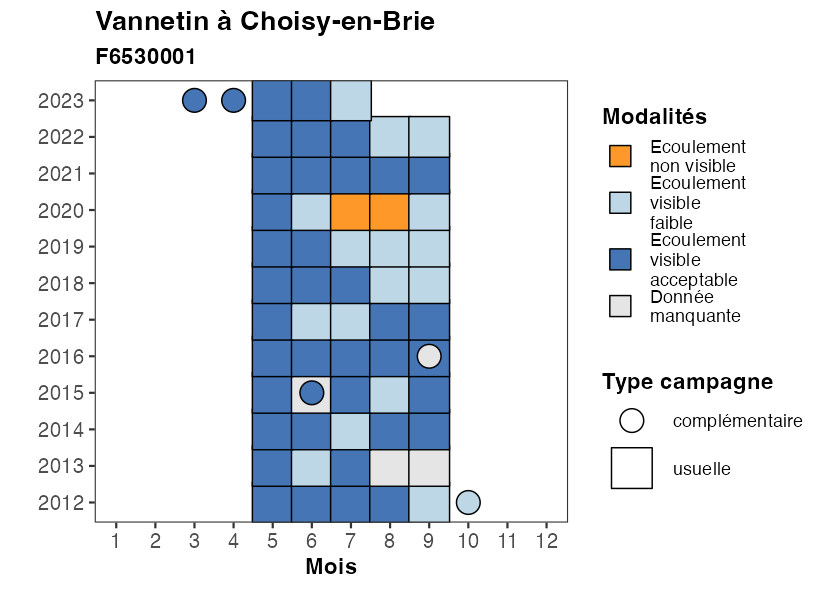 Vannetin à Choisy-en-Brie
F6530001
2023
2022
2021
2020
2019
2018
2017
2016
2015
2014
2013
2012
1 2 3 4 5 6 7 8 9 10 11 12
Mois
Modalités
Ecoulement
non visible
Ecoulement
visible
faible
Ecoulement
visible
acceptable
Donnée
manquante
Type campagne
complémentaire
usuelle